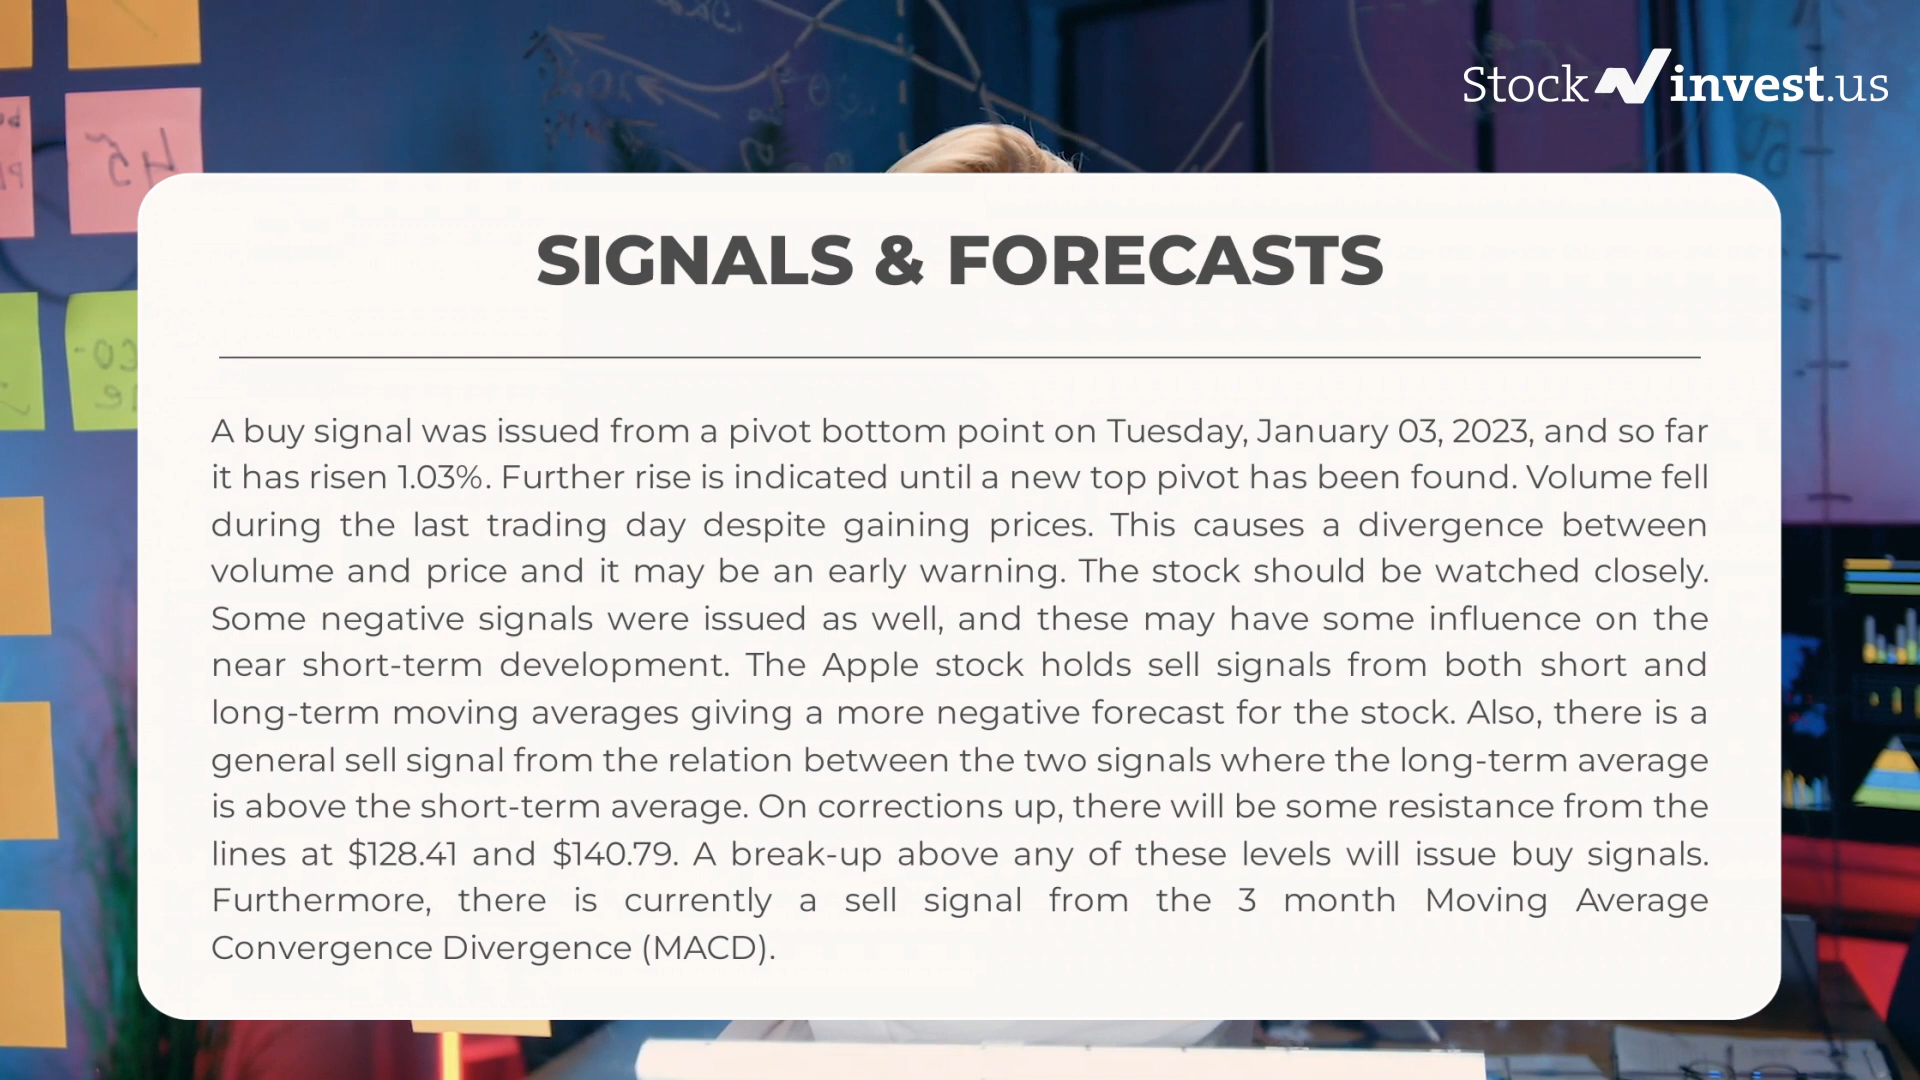 Stock invest.us
45
SIGNALS & FORECASTS
A buy signal was issued from a pivot bottom point on Tuesday, January 03, 2023, and so far
it has risen 1.03%. Further rise is indicated until a new top pivot has been found. Volume fell
during the last trading day despite gaining prices. This causes a divergence between
volume and price and it may be an early warning. The stock should be watched closely.
Some negative signals were issued as well, and these may have some influence on the
near short-term development. The Apple stock holds sell signals from both short and
long-term moving averages giving a more negative forecast for the stock. Also, there is a
general sell signal from the relation between the two signals where the long-term average
is above the short-term average. On corrections up, there will be some resistance from the
lines at $128.41 and $140.79. A break-up above any of these levels will issue buy signals.
Furthermore, there is currently a sell signal from the 3 month Moving Average
Convergence Divergence (MACD).